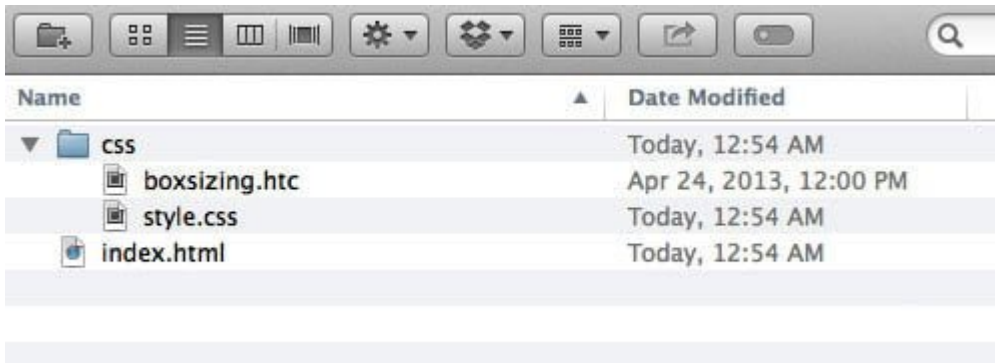 Name Date Modified
css Today, 12:54 AM
boxsizing.htc Apr 24, 2013, 12:00 PM
style.css Today, 12:54 AM
index.html Today, 12:54 AM